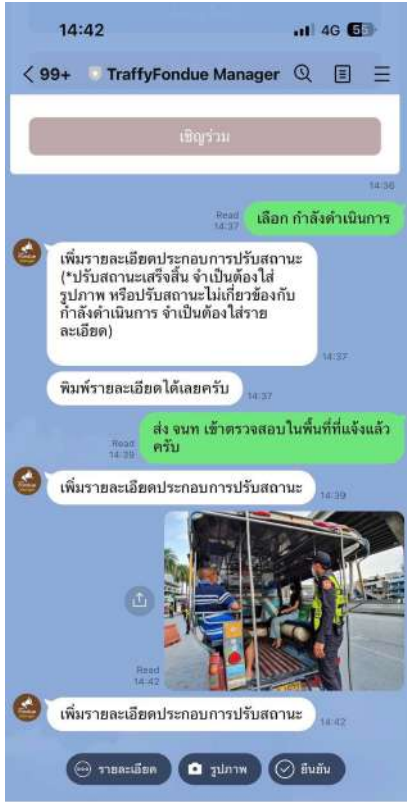 14:42
4G 55
< 99+ TraffyFondue Manager
เชิญร่วม
14:36
Read
14:37
เลือก กำลังดำเนินการ
เพิ่มรายละเอียดประกอบการปรับสถานะ
(*ปรับสถานะเสร็จสิ้น จำเป็นต้องใส่
รูปภาพ หรือปรับสถานะไม่เกี่ยวข้องกับ
กำลังดำเนินการ จำเป็นต้องใส่ราย
ละเอียด)
14:37
พิมพ์รายละเอียดได้เลยครับ
14:37
ส่ง จนท เข้าตรวจสอบในพื้นที่ที่แจ้งแล้ว
ครับ
Read
14:39
เพิ่มรายละเอียดประกอบการปรับสถานะ
14:39
Read
14:42
เพิ่มรายละเอียดประกอบการปรับสถานะ
14:42
รายละเอียด
รูปภาพ
ยืนยัน